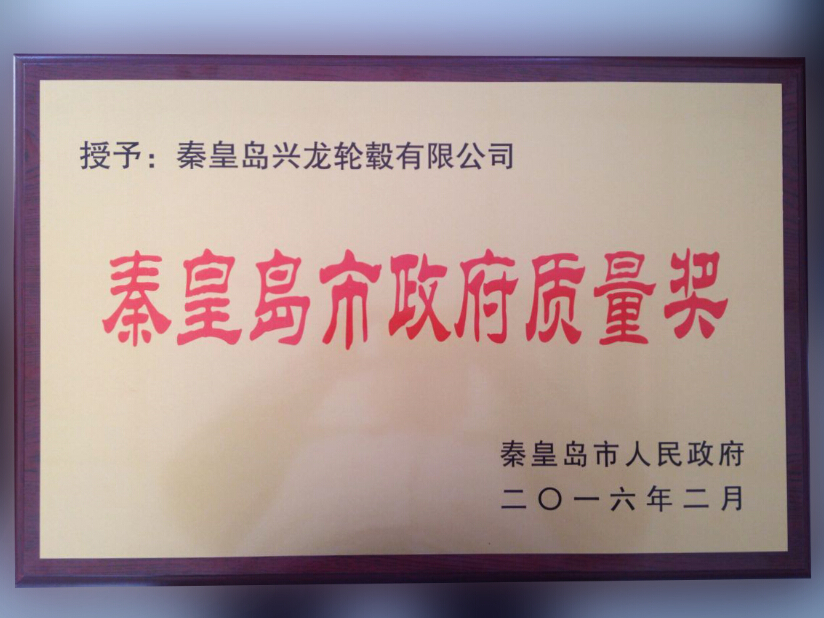 授予：秦皇岛兴龙轮毂有限公司
秦皇岛市政府质量奖
秦皇岛市人民政府
二〇一六年二月